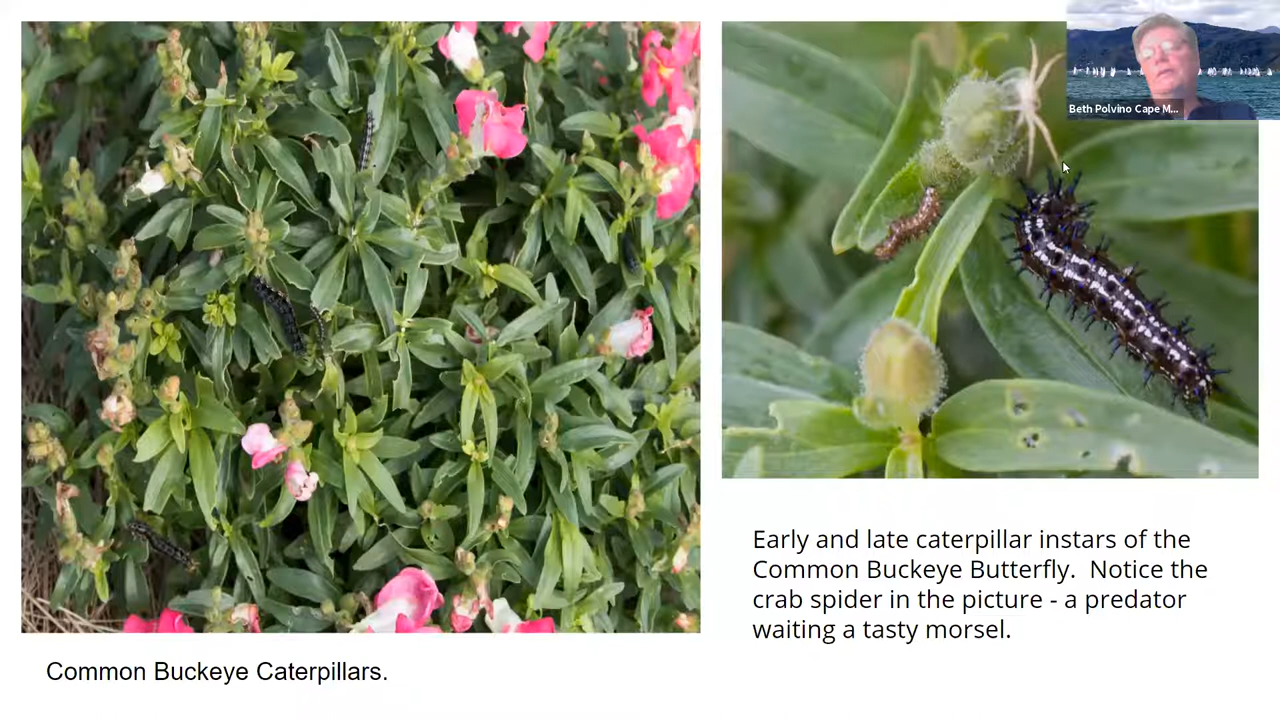 Beth Polvino Cape M...
Early and late caterpillar instars of the
Common Buckeye Butterfly.  Notice the
crab spider in the picture - a predator
waiting a tasty morsel.
Common Buckeye Caterpillars.